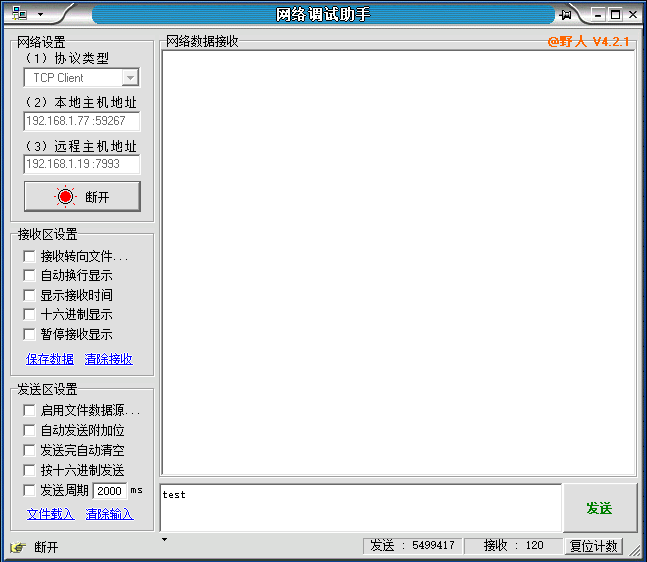 网络调试助手
网络设置
（1）协议类型
TCP Client
（2）本地主机地址
192.168.1.77 :59267
（3）远程主机地址
192.168.1.19 :7993
断开
接收区设置
接收转向文件...
自动换行显示
显示接收时间
十六进制显示
暂停接收显示
保存数据 清除接收
发送区设置
启用文件数据源...
自动发送附加位
发送完自动清空
按十六进制发送
发送周期 2000 ms
文件载入 清除输入
网络数据接收
@野人 V4.2.1
test
发送
断开
发送 : 5499417
接收 : 120
复位计数